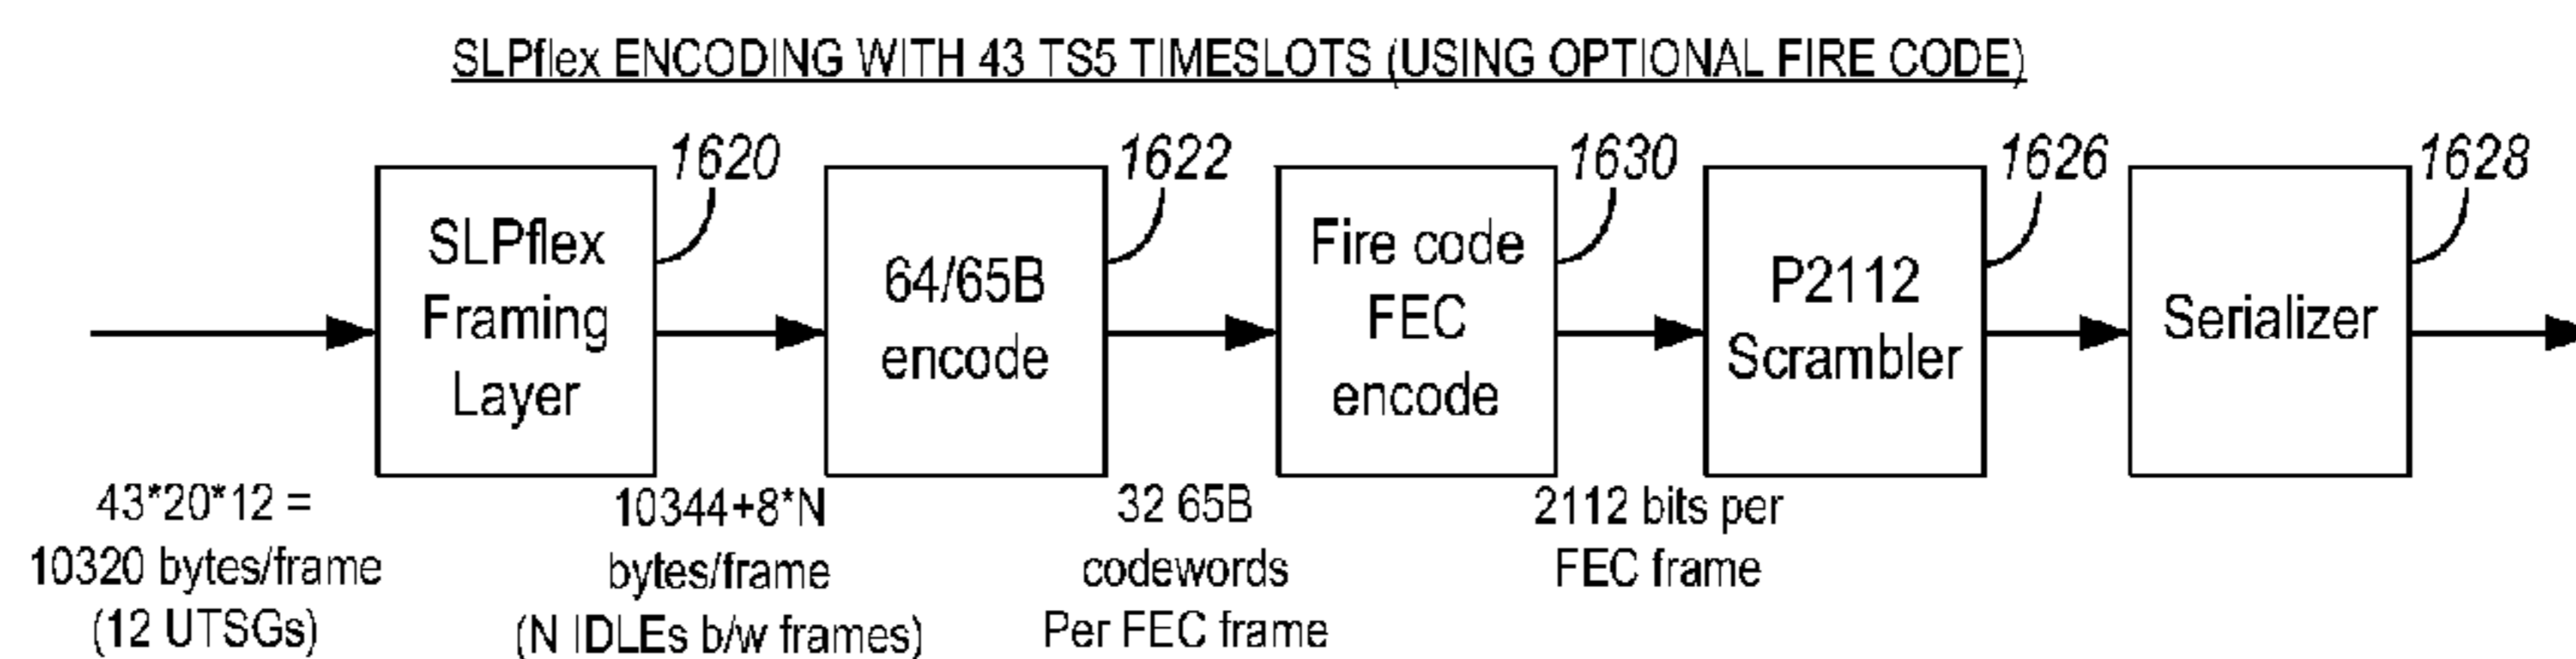 SLPflex ENCODING WITH 43 TS5 TIMESLOTS (USING OPTIONAL FIRE CODE)
1620
1622
1630
1626
1628
SLPflex
Framing
Layer
64/65B
encode
Fire code
FEC
encode
P2112
Scrambler
Serializer
43*20*12 =
10320 bytes/frame
(12 UTSGs)
10344+8*N
bytes/frame
(N IDLEs b/w frames)
32 65B
codewords
Per FEC frame
2112 bits per
FEC frame